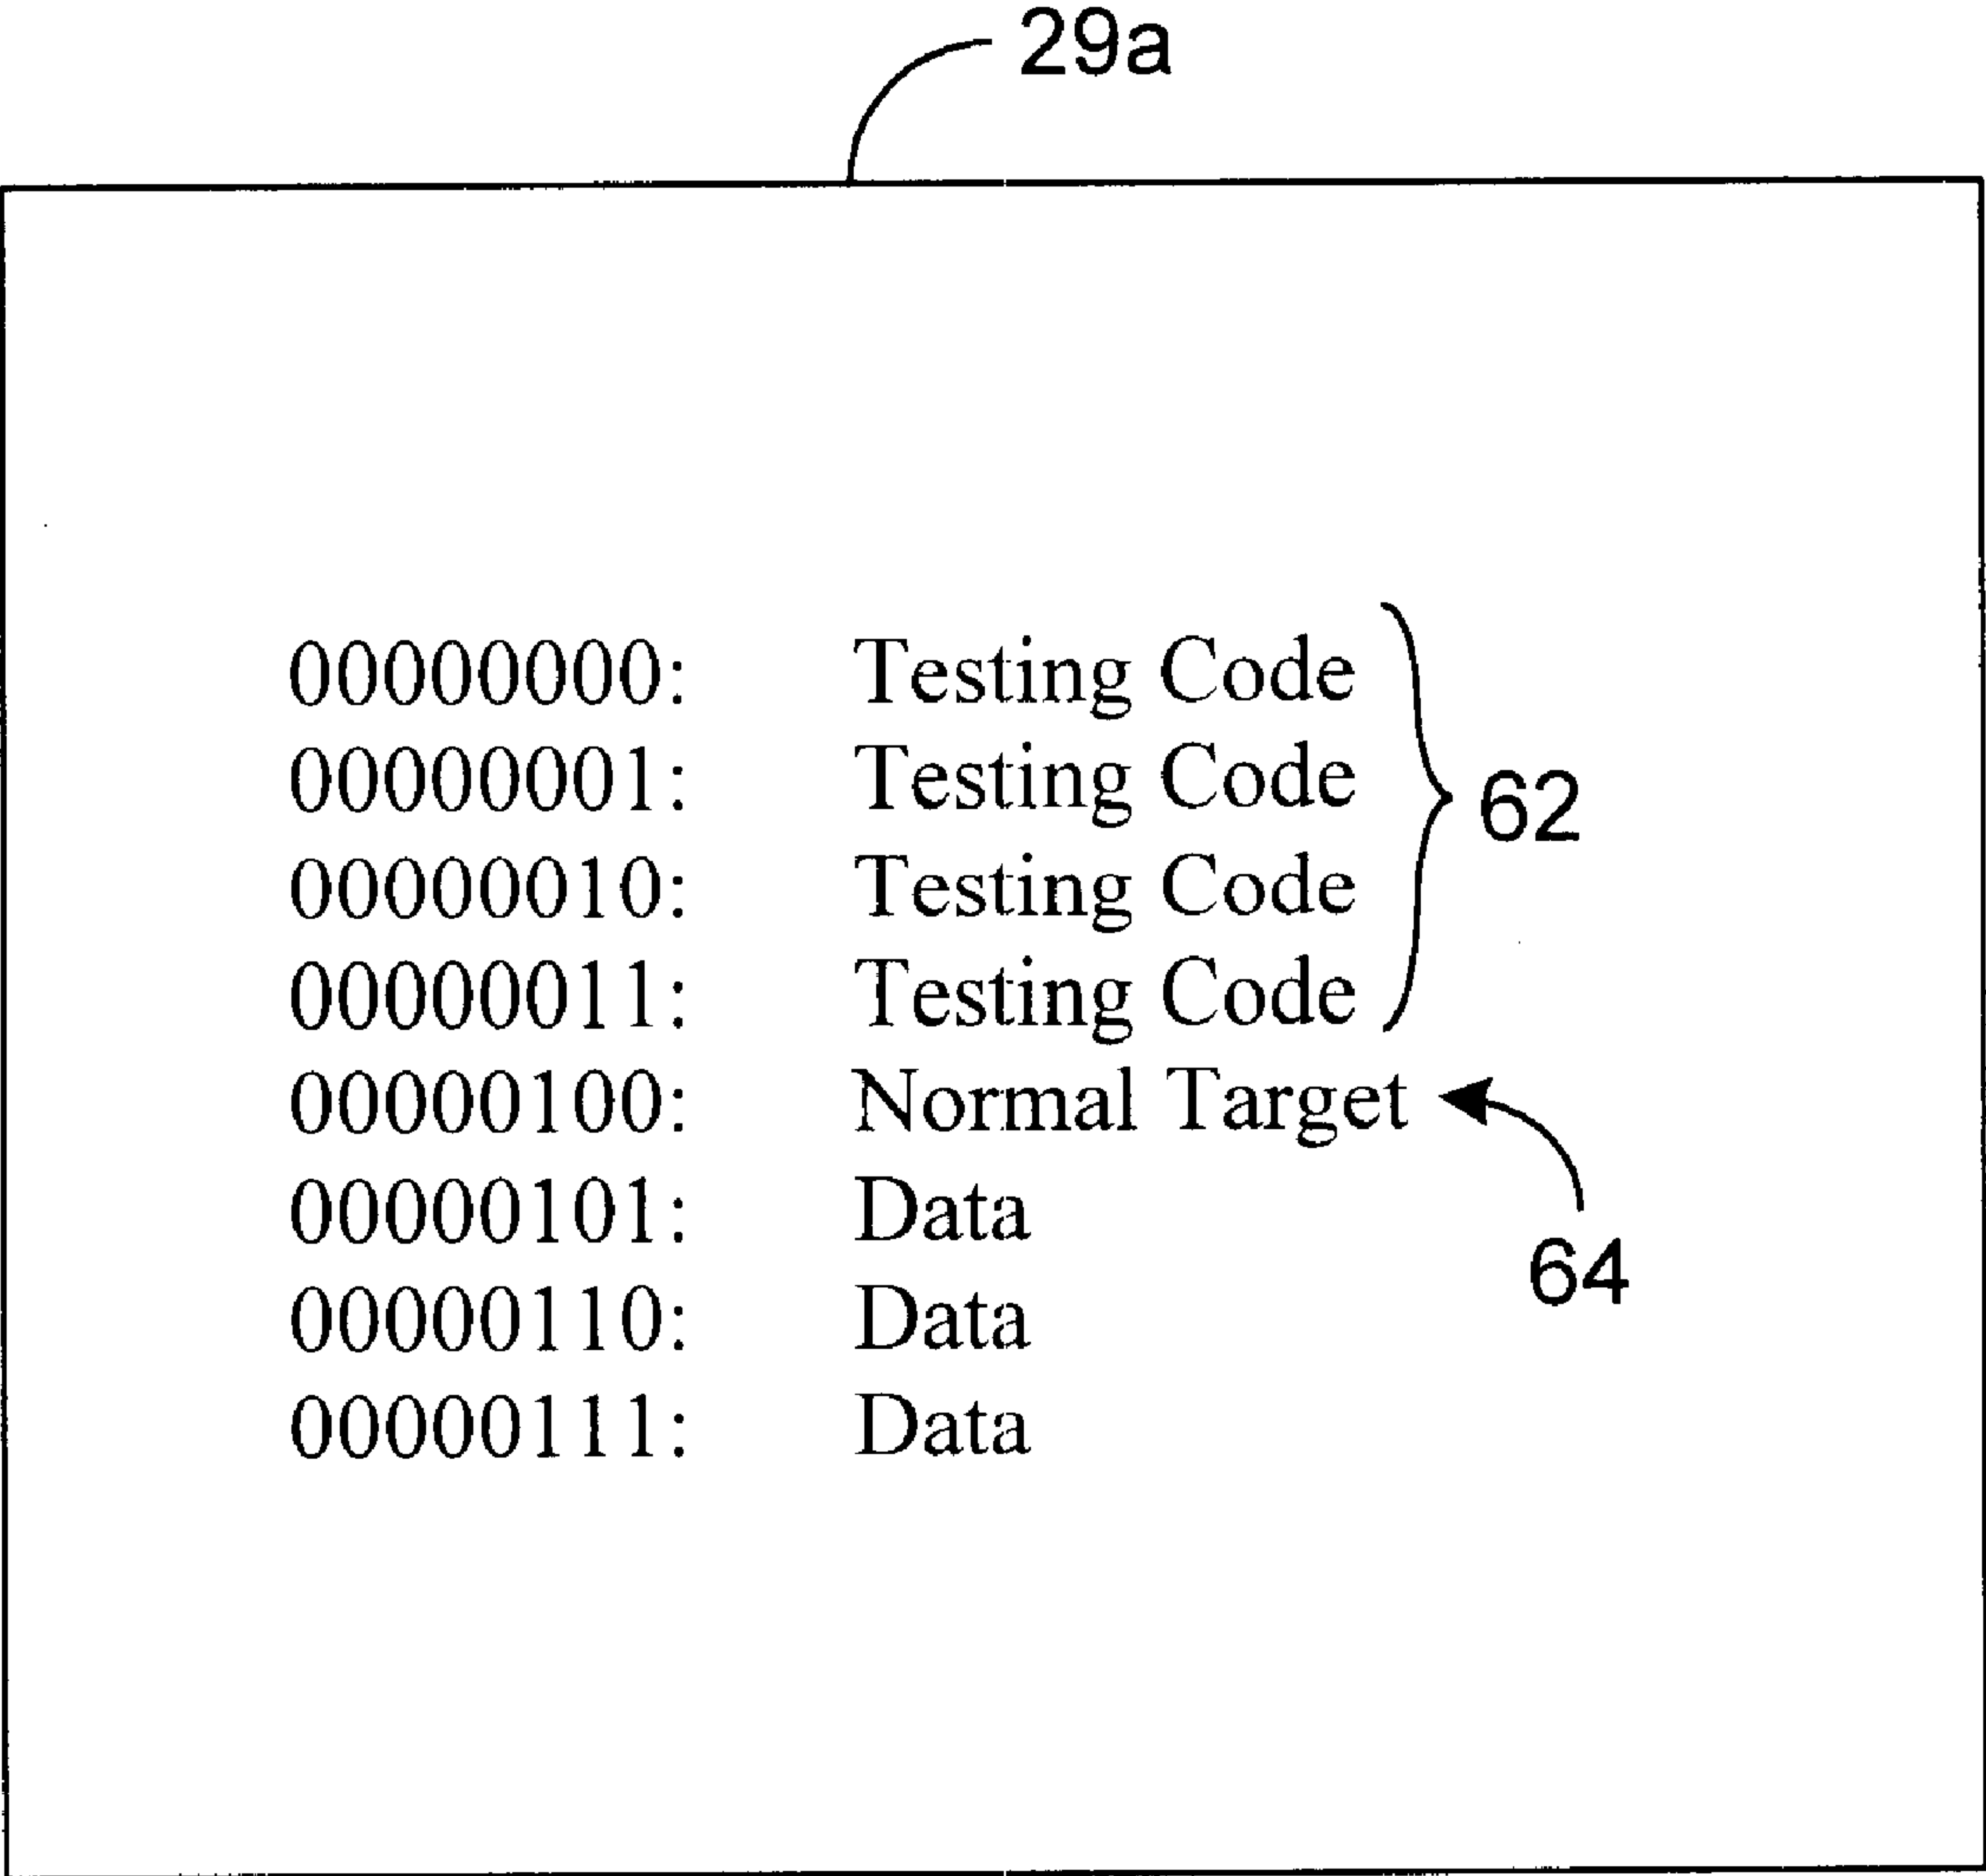 29a
00000000: Testing Code
00000001: Testing Code
62
00000010: Testing Code
00000011: Testing Code
00000100: Normal Target
00000101: Data
64
00000110: Data
00000111: Data